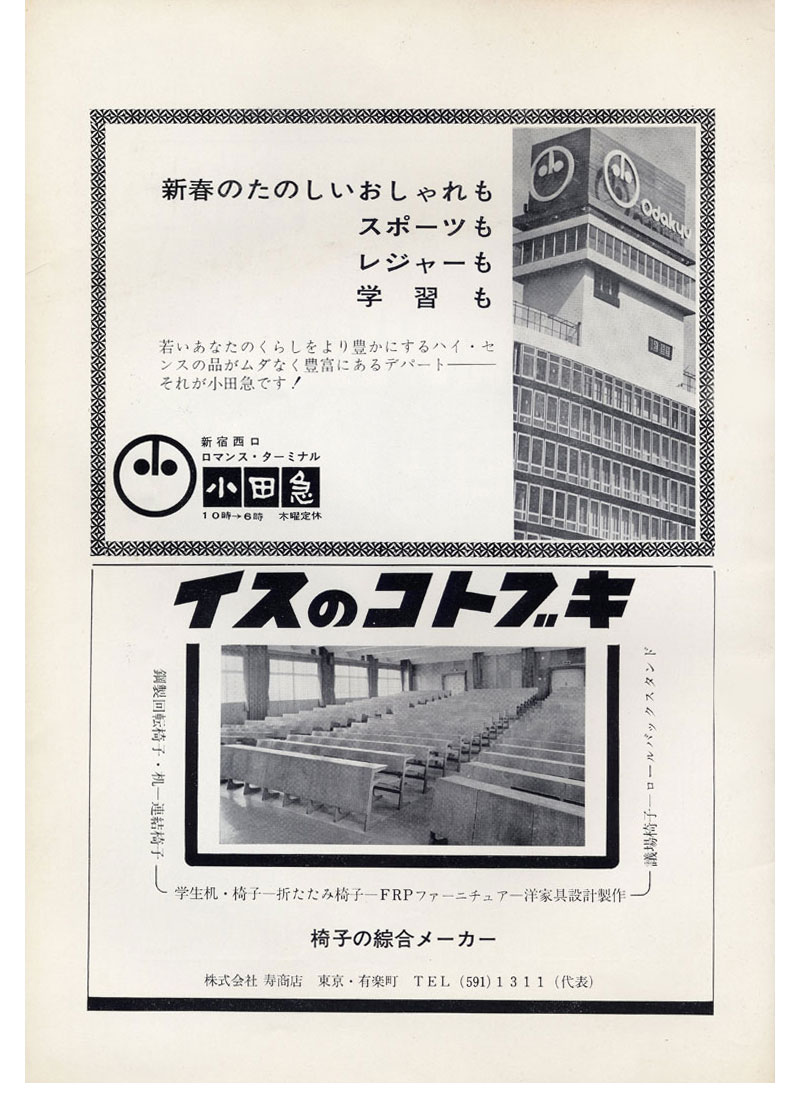 新春のたのしいおしゃれも
スポーツも
レジャーも
学習も
Odakyu
若いあなたのくらしをより豊かにするハイ・セ
ンスの品がムダなく豊富にあるデパート――
それが小田急です！
新宿西口
ロマンス・ターミナル
小田急
10時→6時 木曜定休
イスのコトブキ
鋼製回転椅子・机―連結椅子
学生机・椅子―折たたみ椅子―FRPファーニチュアー―洋家具設計製作
議場椅子―ロールバックスタンド
椅子の綜合メーカー
株式会社 寿商店 東京・有楽町 TEL (591) 1311 (代表)